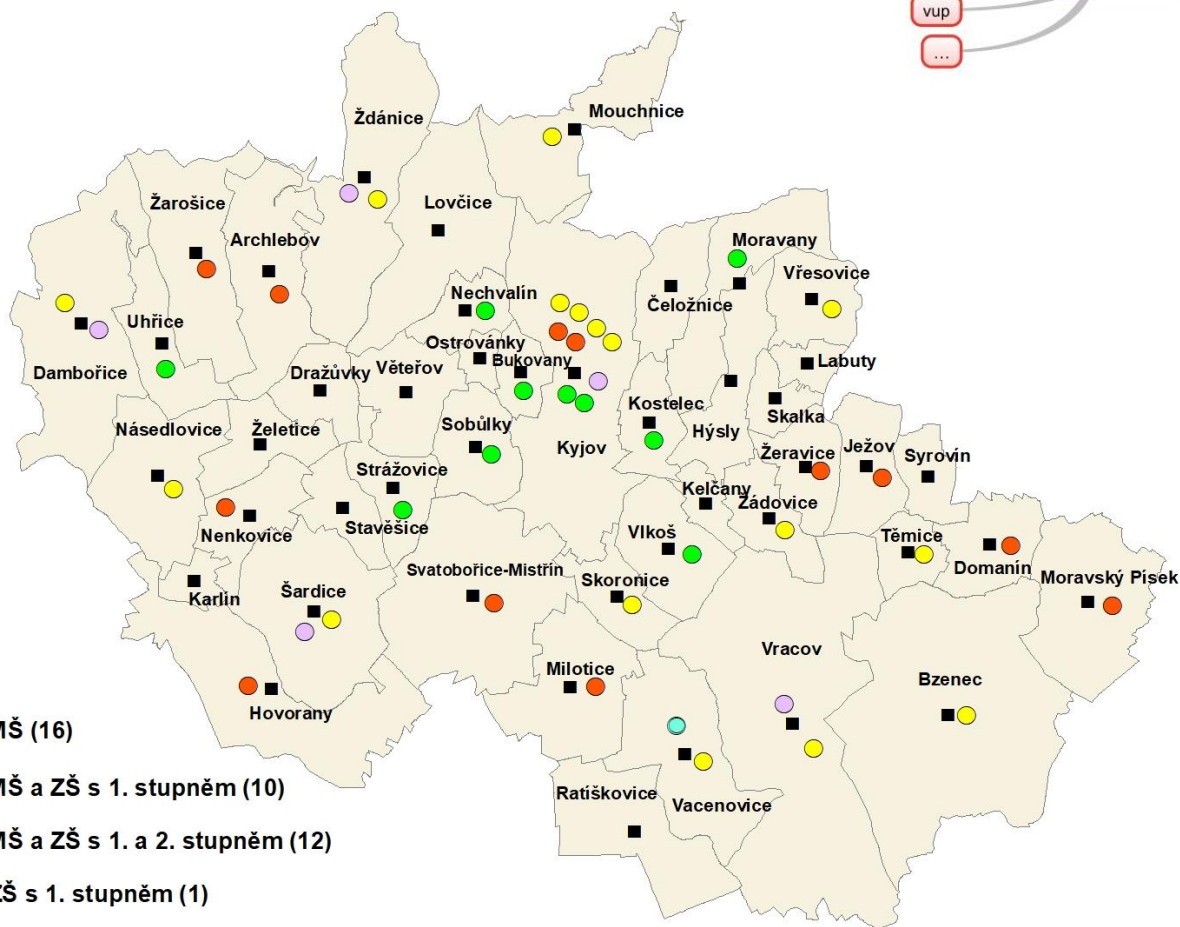 vup
...
Mouchnice
Ždánice
Žarošice
Lovčice
Archlebov
Moravany
Vřesovice
Nechvalín
Čeložnice
Uhřice
Ostrovánky
Bukovany
Labuty
Dambořice
Dražůvky
Věteřov
Kostelec
Skalka
Násedlovice
Želetice
Sobůlky
Hýsly
Kyjov
Žeravice
Ježov
Syrovín
Strážovice
Kelčany
Žádovice
Nenkovice
Stavěšice
Vlkoš
Těmice
Domanín
Svatobořice-Mistřín
Skoronice
Moravský Písek
Karlín
Šardice
Vracov
Milotice
Bzenec
Hovorany
MŠ (16)
MŠ a ZŠ s 1. stupněm (10)
Ratíškovice
Vacenovice
MŠ a ZŠ s 1. a 2. stupněm (12)
ZŠ s 1. stupněm (1)